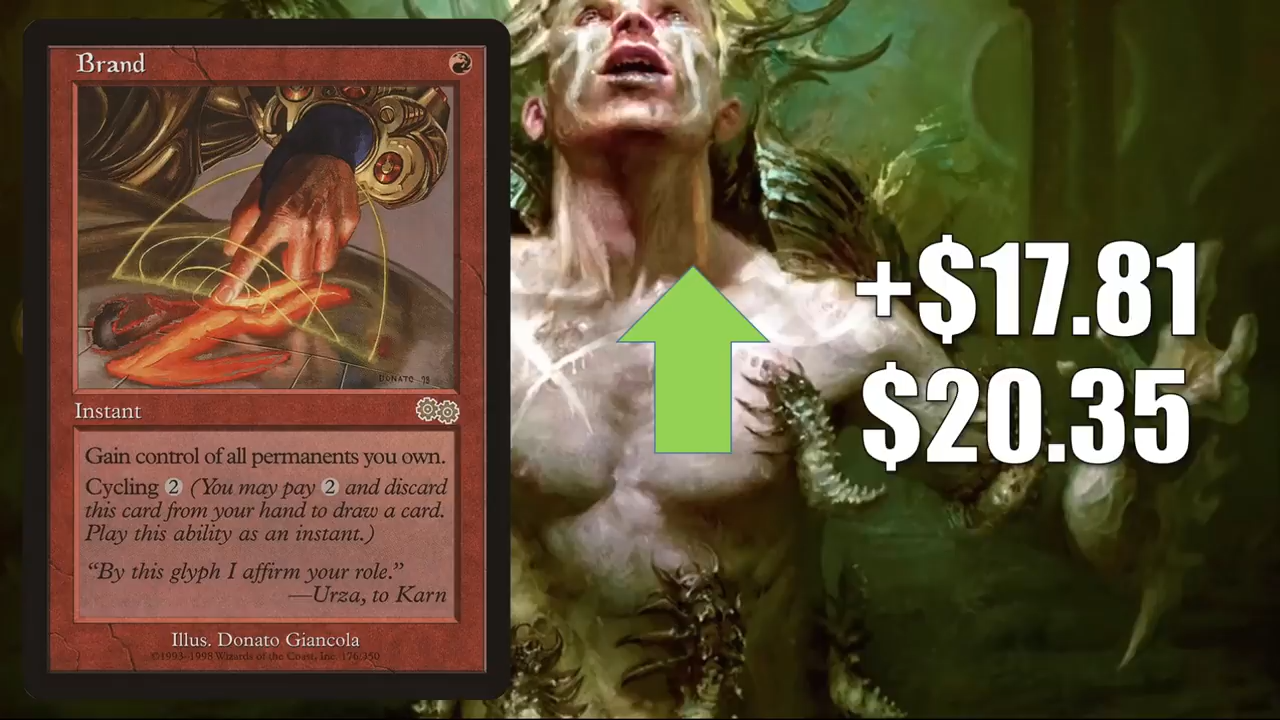 Brand
DONATO 98
Instant
Gain control of all permanents you own.
Cycling 2 (You may pay 2 and discard
this card from your hand to draw a card.
Play this ability as an instant.)
“By this glyph I affirm your role.”
—Urza, to Karn
Illus. Donato Giancola
©1993–1998 Wizards of the Coast, Inc. 176/350
+$17.81
$20.35